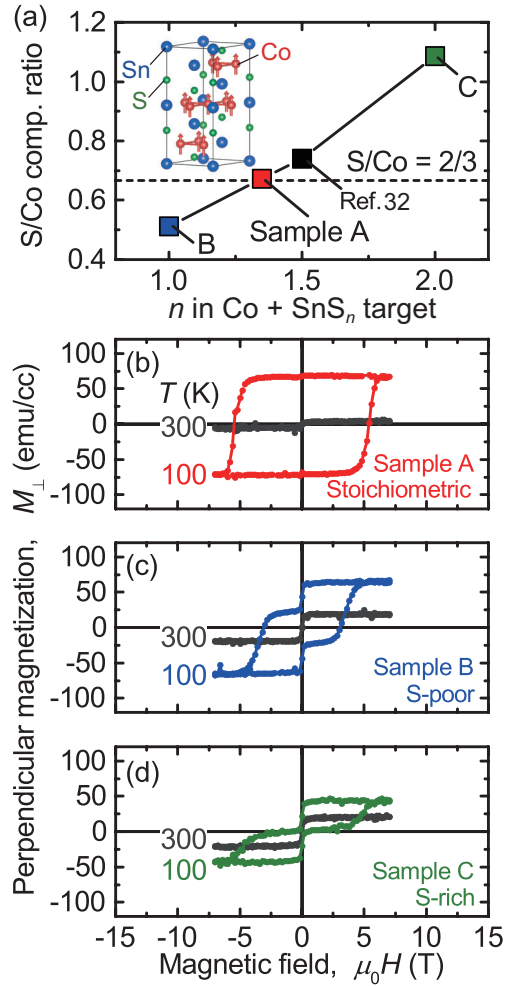 (a)
1.2
1.0
0.8
0.6
0.4
S/Co comp. ratio
Sn
S
Co
C
S/Co = 2/3
Ref.32
Sample A
B
1.0 1.5 2.0
n in Co + SnSₙ target
(b)
100
50
0
-50
-100
T (K)
300
100
Sample A
Stoichiometric
(c)
100
50
0
-50
-100
300
100
Sample B
S-poor
(d)
100
50
0
-50
-100
300
100
Sample C
S-rich
Perpendicular magnetization, M⊥ (emu/cc)
-15 -10 -5 0 5 10 15
Magnetic field, μ₀H (T)